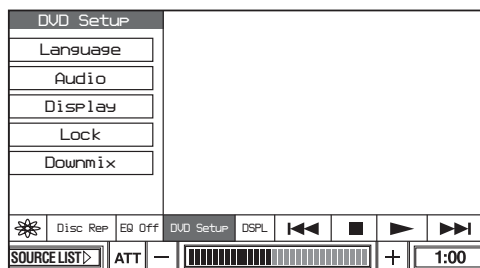 DVD Setup
Language
Audio
Display
Lock
Downmix
Disc Rep EQ Off DVD Setup DSPL
SOURCE LIST ATT − + 1:00